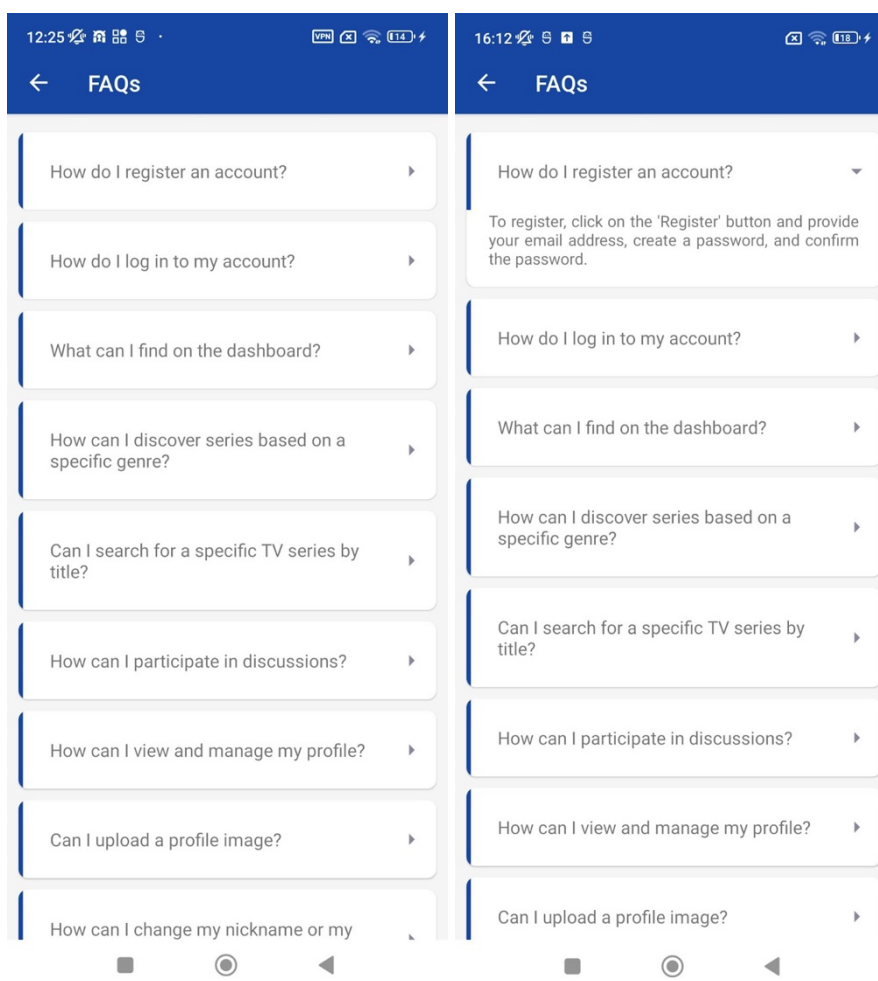 12:25
VPN
14
FAQs
How do I register an account?
How do I log in to my account?
What can I find on the dashboard?
How can I discover series based on a
specific genre?
Can I search for a specific TV series by
title?
How can I participate in discussions?
How can I view and manage my profile?
Can I upload a profile image?
How can I change my nickname or my
16:12
18
FAQs
How do I register an account?
To register, click on the 'Register' button and provide
your email address, create a password, and confirm
the password.
How do I log in to my account?
What can I find on the dashboard?
How can I discover series based on a
specific genre?
Can I search for a specific TV series by
title?
How can I participate in discussions?
How can I view and manage my profile?
Can I upload a profile image?